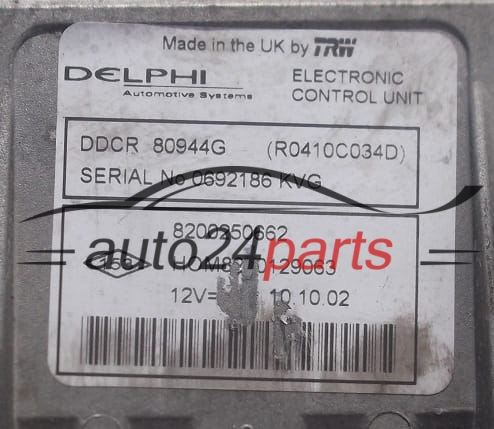 Made in the UK by TRW
DELPHI
Automotive Systems
ELECTRONIC
CONTROL UNIT
DDCR 80944G (R0410C034D)
SERIAL No 0692186 KVG
8200250662
auto24parts
12V= 10.10.02